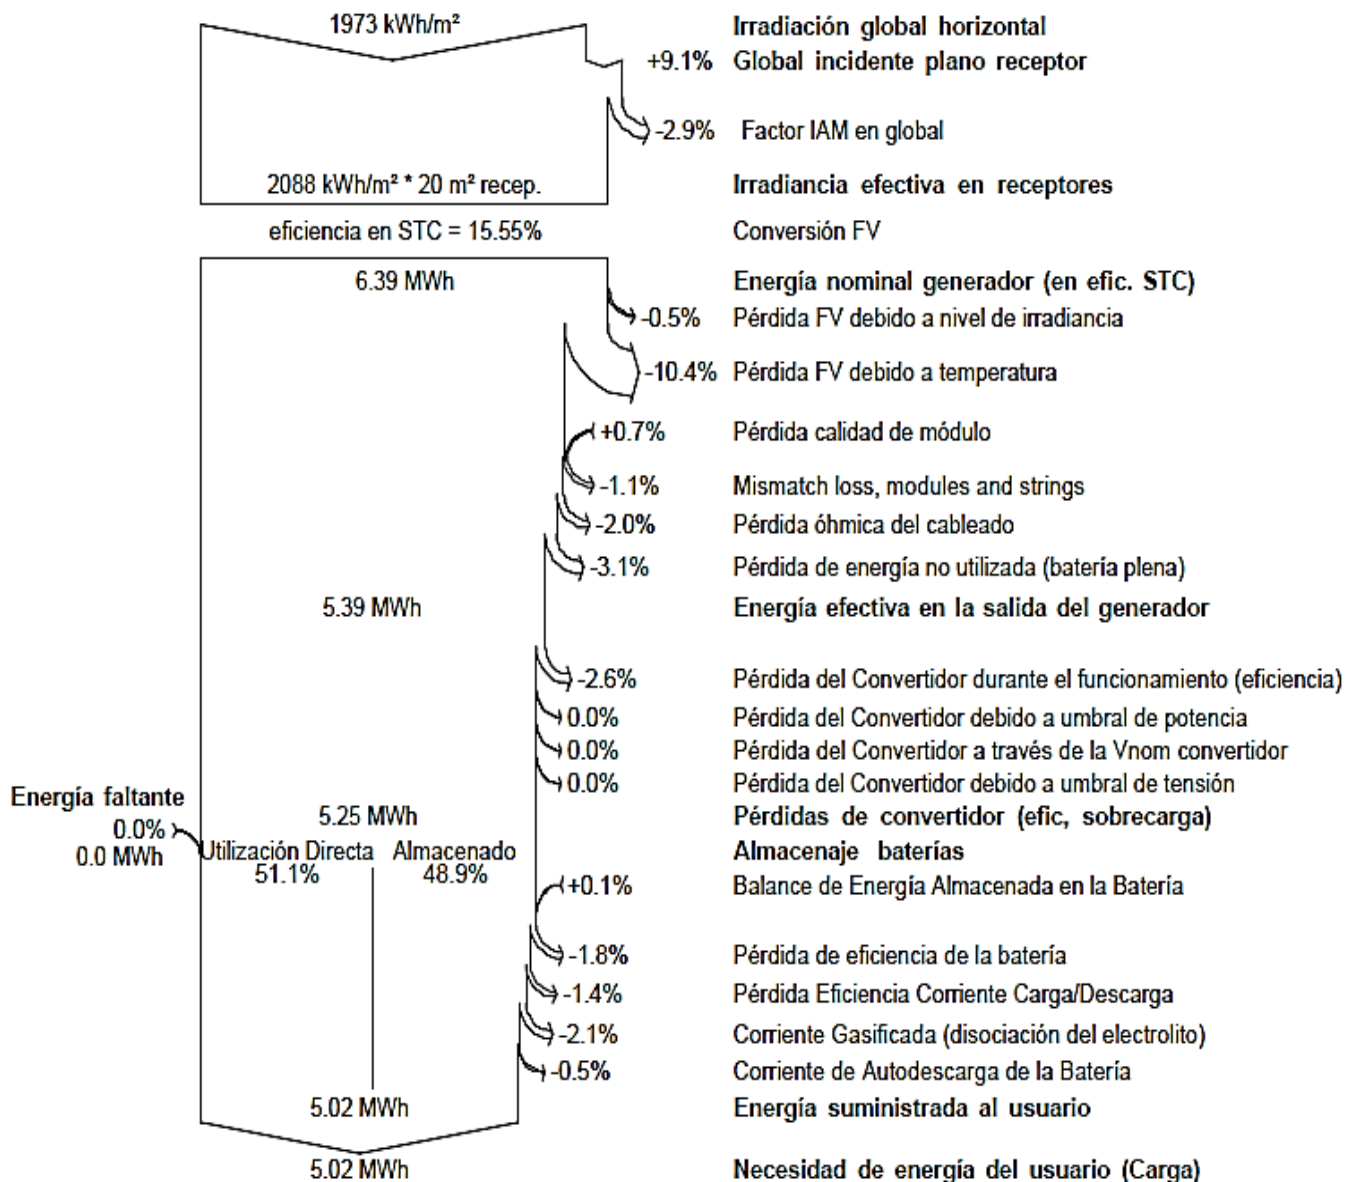 1973 kWh/m² Irradiación global horizontal
+9.1% Global incidente plano receptor
-2.9% Factor IAM en global
2088 kWh/m² * 20 m² recep. Irradiancia efectiva en receptores
eficiencia en STC = 15.55% Conversión FV
6.39 MWh Energía nominal generador (en efic. STC)
-0.5% Pérdida FV debido a nivel de irradiancia
-10.4% Pérdida FV debido a temperatura
+0.7% Pérdida calidad de módulo
-1.1% Mismatch loss, modules and strings
-2.0% Pérdida óhmica del cableado
-3.1% Pérdida de energía no utilizada (batería plena)
5.39 MWh Energía efectiva en la salida del generador
-2.6% Pérdida del Convertidor durante el funcionamiento (eficiencia)
0.0% Pérdida del Convertidor debido a umbral de potencia
0.0% Pérdida del Convertidor a través de la Vnom convertidor
0.0% Pérdida del Convertidor debido a umbral de tensión
Energía faltante
0.0%
0.0 MWh
5.25 MWh Pérdidas de convertidor (efic, sobrecarga)
Utilización Directa Almacenado Almacenaje baterías
51.1% 48.9%
+0.1% Balance de Energía Almacenada en la Batería
-1.8% Pérdida de eficiencia de la batería
-1.4% Pérdida Eficiencia Corriente Carga/Descarga
-2.1% Corriente Gasificada (disociación del electrolito)
-0.5% Corriente de Autodescarga de la Batería
5.02 MWh Energía suministrada al usuario
5.02 MWh Necesidad de energía del usuario (Carga)